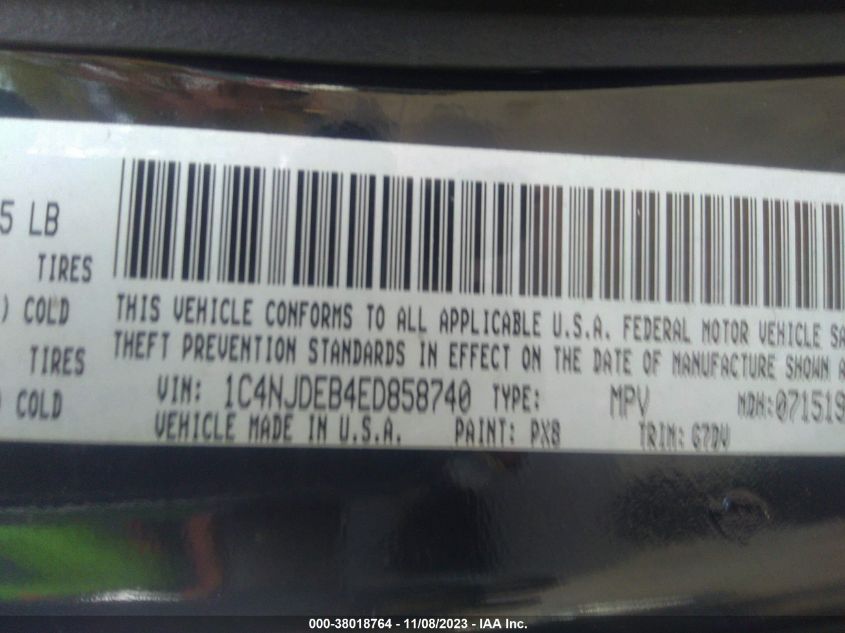 5 LB
TIRES
) COLD
TIRES
) COLD
THIS VEHICLE CONFORMS TO ALL APPLICABLE U.S.A. FEDERAL MOTOR VEHICLE SA
THEFT PREVENTION STANDARDS IN EFFECT ON THE DATE OF MANUFACTURE SHOWN A
VIN: 1C4NJDEB4ED858740 TYPE: MPV MDH:071519
VEHICLE MADE IN U.S.A. PAINT: PX8 TRIM: G7DV
000-38018764 - 11/08/2023 - IAA Inc.